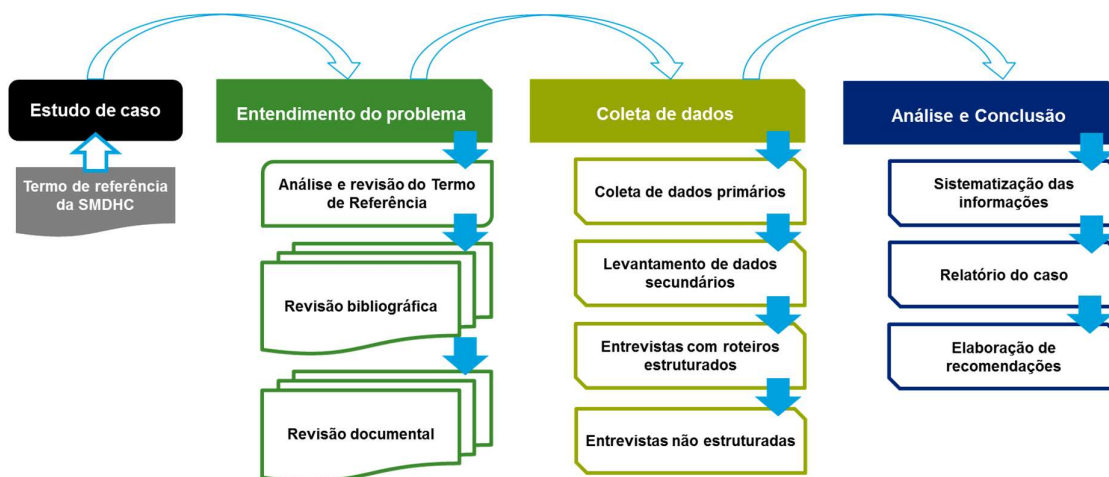 Estudo de caso
Termo de referência
da SMDHC
Entendimento do problema
Análise e revisão do Termo
de Referência
Revisão bibliográfica
Revisão documental
Coleta de dados
Coleta de dados primários
Levantamento de dados
secundários
Entrevistas com roteiros
estruturados
Entrevistas não estruturadas
Análise e Conclusão
Sistematização das
informações
Relatório do caso
Elaboração de
recomendações